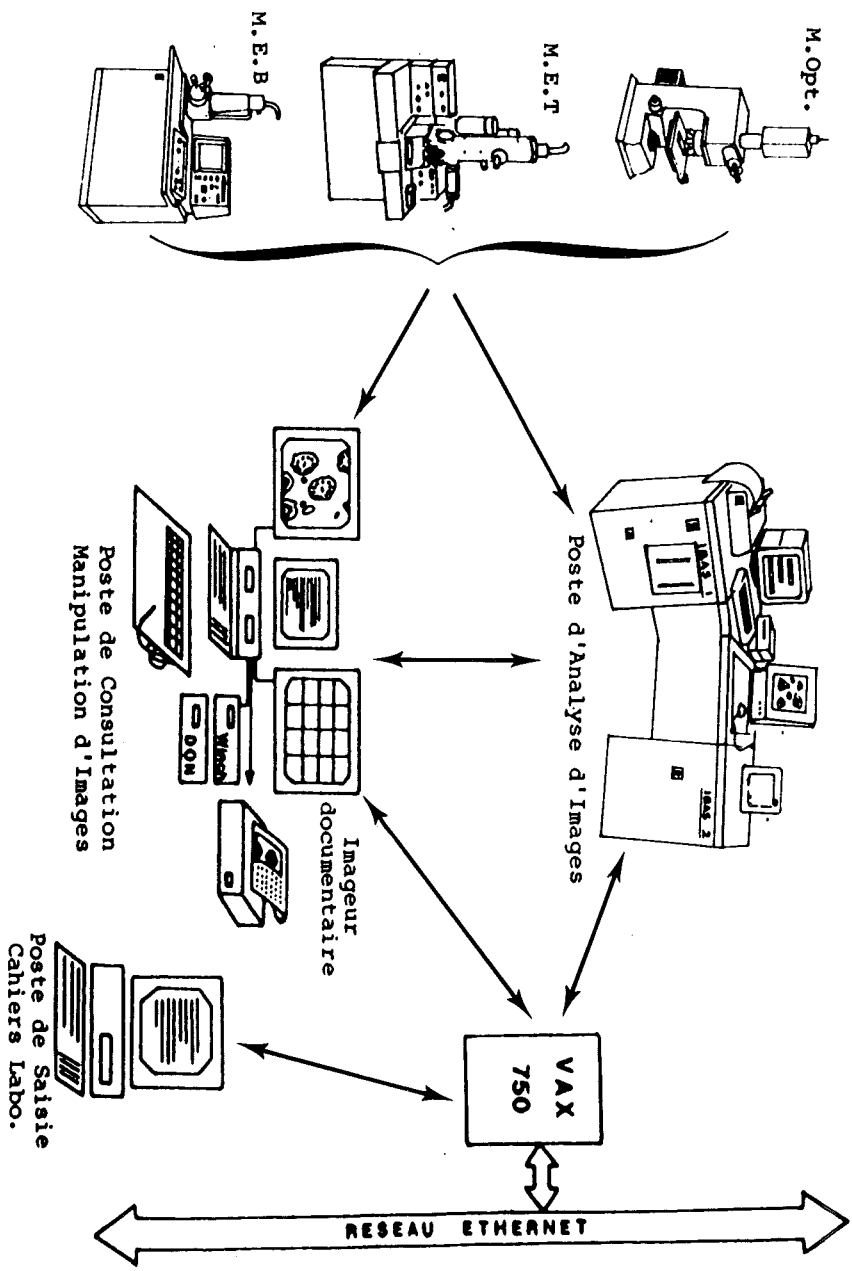 M.Opt.
M.E.T
M.E.B
IBAS 1
IBAS 2
Poste d'Analyse d'Images
Winch
DON
Imageur
documentaire
Poste de Consultation
Manipulation d'Images
VAX
750
Poste de Saisie
Cahiers Labo.
RESEAU ETHERNET